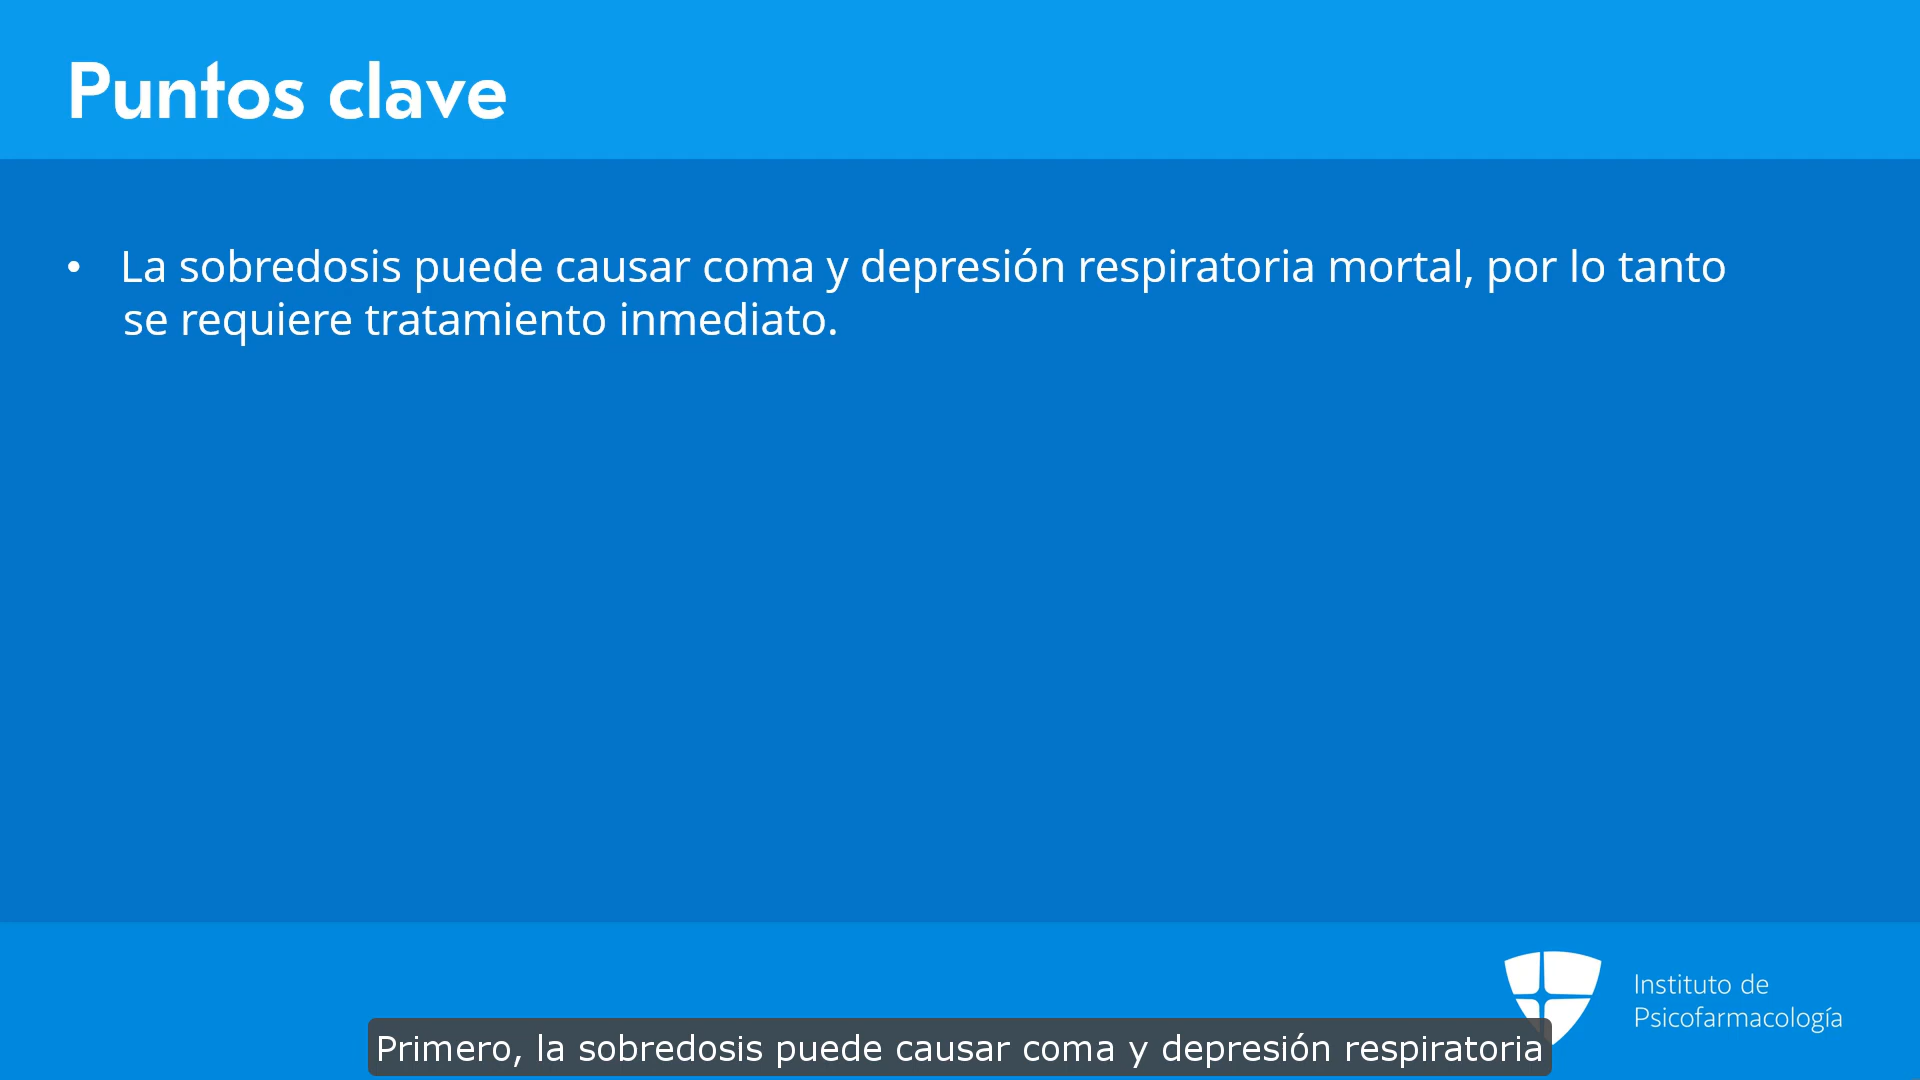 Puntos clave
• La sobredosis puede causar coma y depresión respiratoria mortal, por lo tanto
se requiere tratamiento inmediato.
Instituto de
Psicofarmacología
Primero, la sobredosis puede causar coma y depresión respiratoria